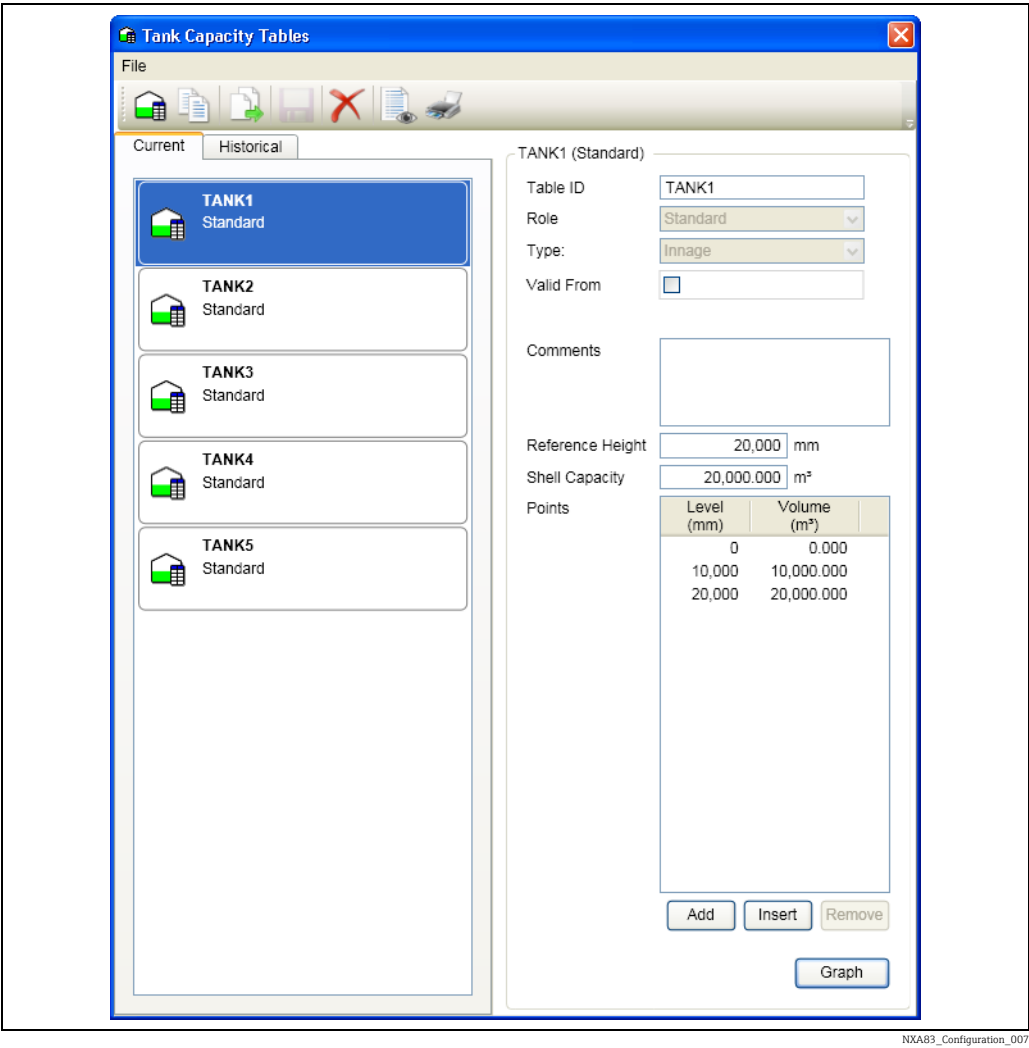 Tank Capacity Tables
File
Current Historical
TANK1
Standard
TANK2
Standard
TANK3
Standard
TANK4
Standard
TANK5
Standard
TANK1 (Standard)
Table ID TANK1
Role Standard
Type: Innage
Valid From
Comments
Reference Height 20,000 mm
Shell Capacity 20,000.000 m³
Points Level Volume
(mm) (m³)
0 0.000
10,000 10,000.000
20,000 20,000.000
Add Insert Remove
Graph
NXA83_Configuration_007